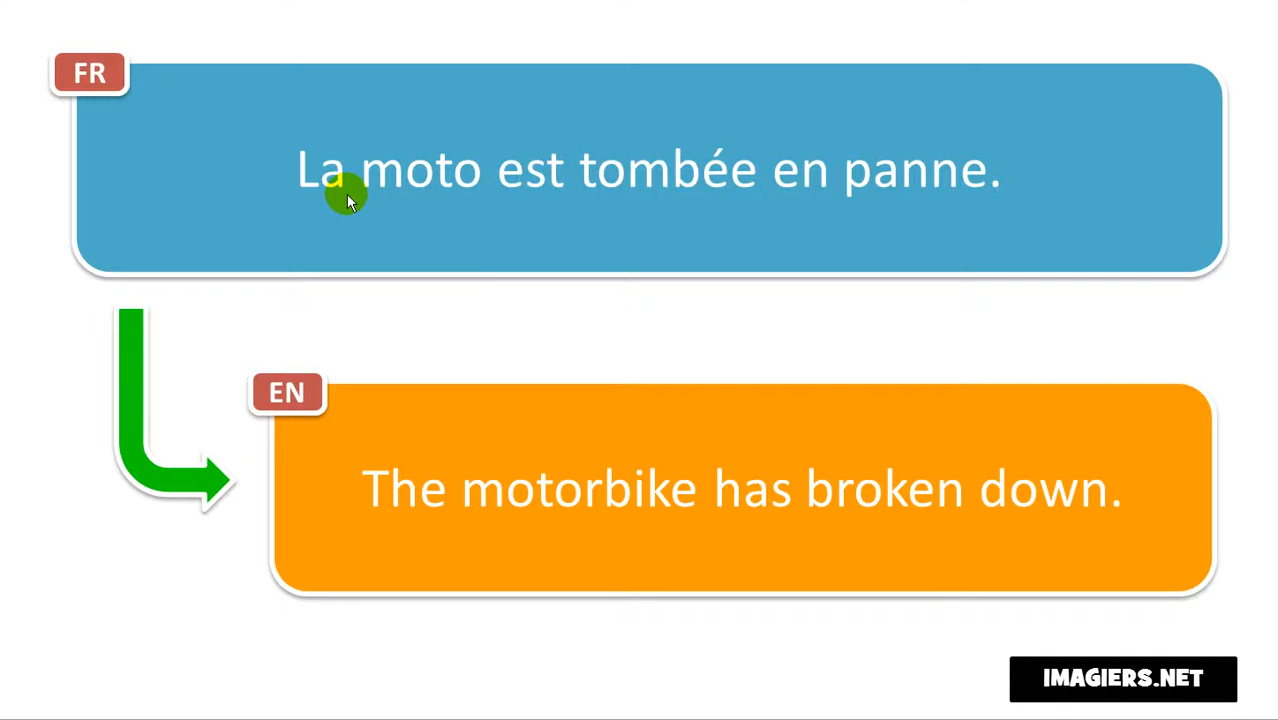 FR
La moto est tombée en panne.
EN
The motorbike has broken down.
IMAGIERS.NET